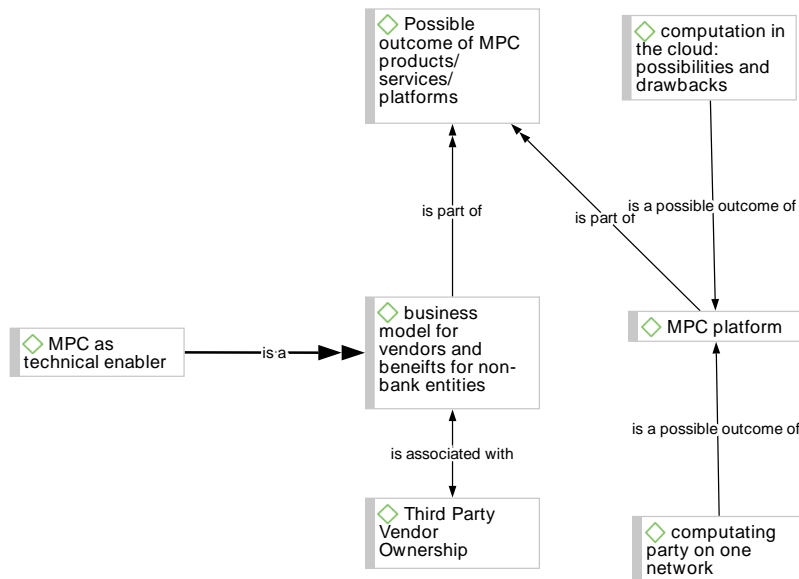 Possible
outcome of MPC
products/
services/
platforms
computation in
the cloud:
possibilities and
drawbacks
is part of
is part of
is a possible outcome of
MPC as
technical enabler
is a
business
model for
vendors and
beneifts for non-
bank entities
MPC platform
is associated with
is a possible outcome of
Third Party
Vendor
Ownership
computating
party on one
network